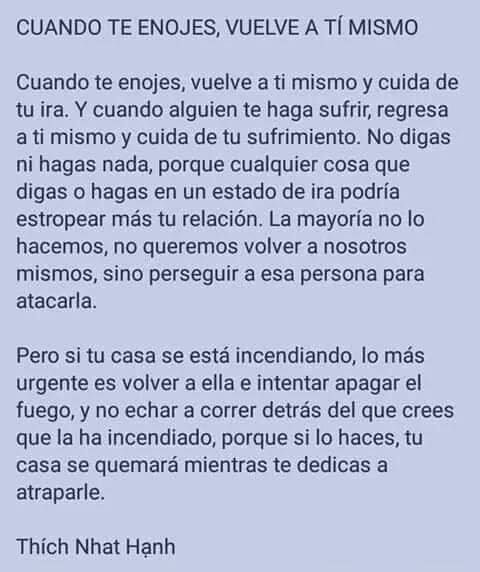 CUANDO TE ENOJES, VUELVE A TÍ MISMO
Cuando te enojes, vuelve a ti mismo y cuida de
tu ira. Y cuando alguien te haga sufrir, regresa
a ti mismo y cuida de tu sufrimiento. No digas
ni hagas nada, porque cualquier cosa que
digas o hagas en un estado de ira podría
estropear más tu relación. La mayoría no lo
hacemos, no queremos volver a nosotros
mismos, sino perseguir a esa persona para
atacarla.
Pero si tu casa se está incendiando, lo más
urgente es volver a ella e intentar apagar el
fuego, y no echar a correr detrás del que crees
que la ha incendiado, porque si lo haces, tu
casa se quemará mientras te dedicas a
atraparle.
Thích Nhat Hạnh